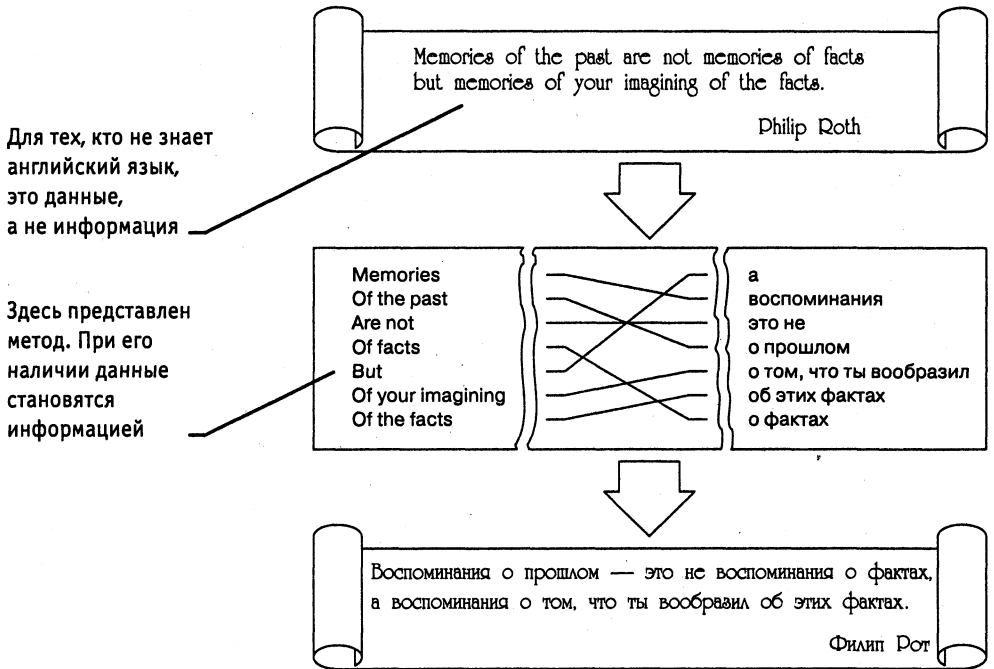 Memories of the past are not memories of facts
but memories of your imagining of the facts.
Philip Roth
Для тех, кто не знает
английский язык,
это данные,
а не информация
Здесь представлен
метод. При его
наличии данные
становятся
информацией
Memories
Of the past
Are not
Of facts
But
Of your imagining
Of the facts
а
воспоминания
это не
о прошлом
о том, что ты вообразил
об этих фактах
о фактах
Воспоминания о прошлом — это не воспоминания о фактах,
а воспоминания о том, что ты вообразил об этих фактах.
Филип Рот